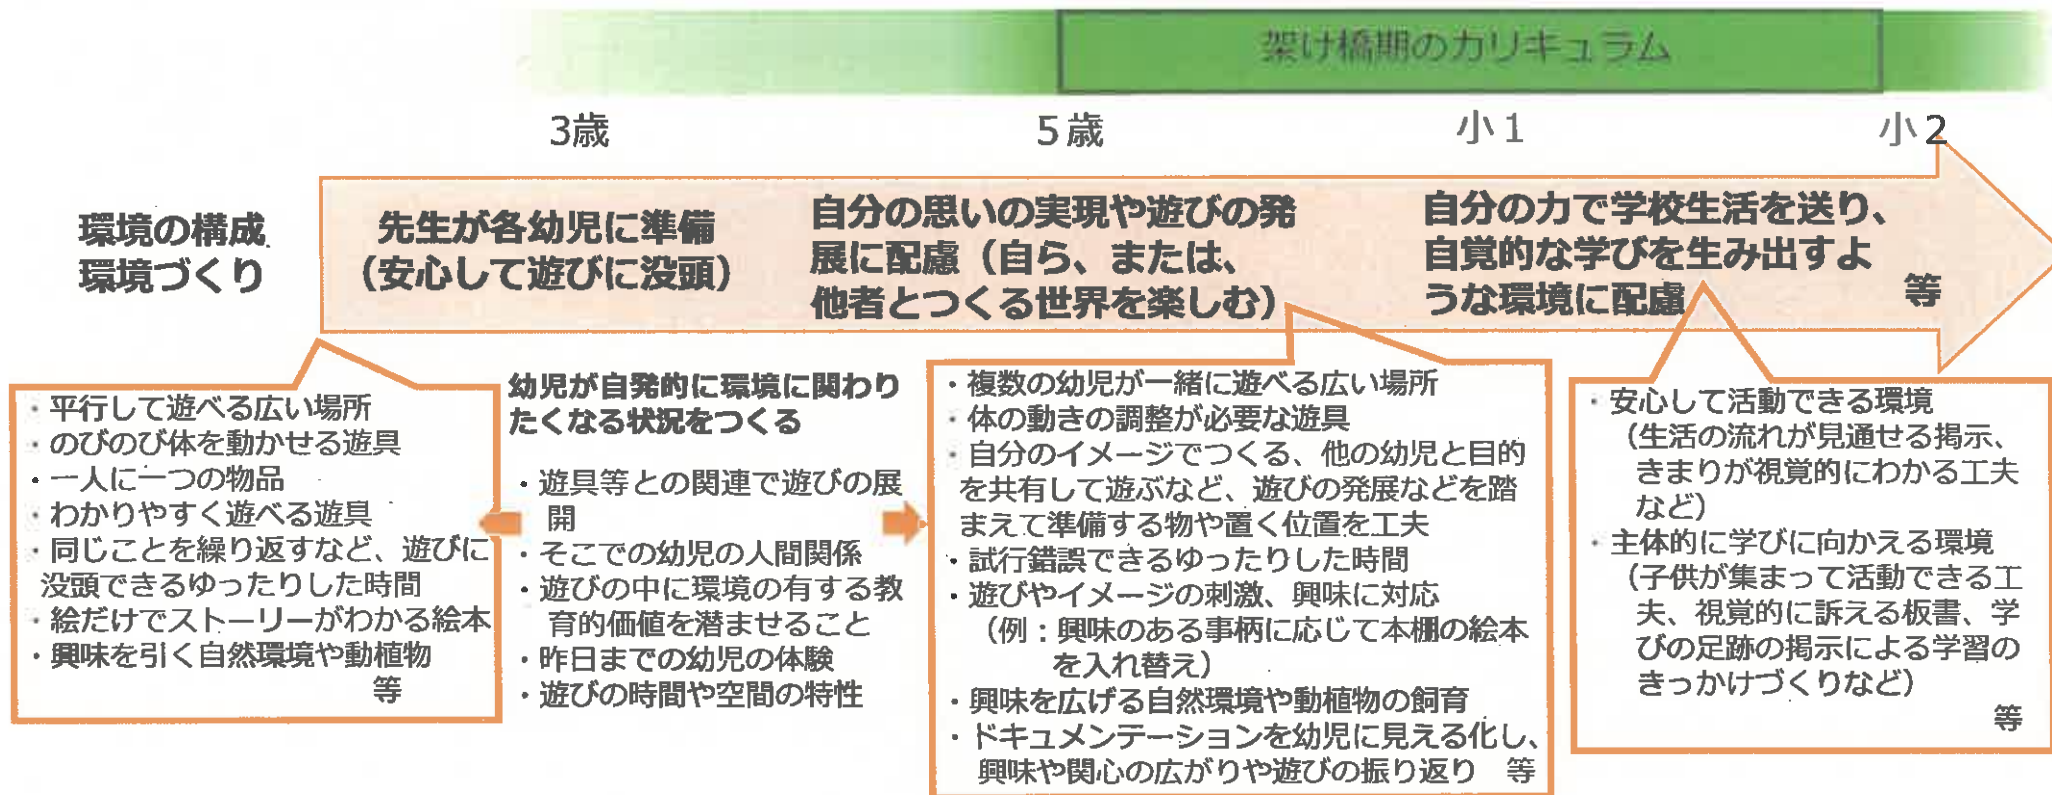 架け橋期のカリキュラム
3歳
5歳
小1
小2
環境の構成
環境づくり
先生が各幼児に準備
（安心して遊びに没頭）
自分の思いの実現や遊びの発
展に配慮（自ら、または、
他者とつくる世界を楽しむ）
自分の力で学校生活を送り、
自覚的な学びを生み出すよ
うな環境に配慮
等
・平行して遊べる広い場所
・のびのび体を動かせる遊具
・一人に一つの物品
・わかりやすく遊べる遊具
・同じことを繰り返すなど、遊びに
没頭できるゆったりした時間
・絵だけでストーリーがわかる絵本
・興味を引く自然環境や動植物
等
幼児が自発的に環境に関わり
たくなる状況をつくる
・遊具等との関連で遊びの展
開
・そこでの幼児の人間関係
・遊びの中に環境の有する教
育的価値を潜ませること
・昨日までの幼児の体験
・遊びの時間や空間の特性
・複数の幼児が一緒に遊べる広い場所
・体の動きの調整が必要な遊具
・自分のイメージでつくる、他の幼児と目的
を共有して遊ぶなど、遊びの発展などを踏
まえて準備する物や置く位置を工夫
・試行錯誤できるゆったりした時間
・遊びやイメージの刺激、興味に対応
（例：興味のある事柄に応じて本棚の絵本
を入れ替え）
・興味を広げる自然環境や動植物の飼育
・ドキュメンテーションを幼児に見える化し、
興味や関心の広がりや遊びの振り返り　等
・安心して活動できる環境
（生活の流れが見通せる掲示、
きまりが視覚的にわかる工夫
など）
・主体的に学びに向かえる環境
（子供が集まって活動できる工
夫、視覚的に訴える板書、学
びの足跡の掲示による学習の
きっかけづくりなど）
等